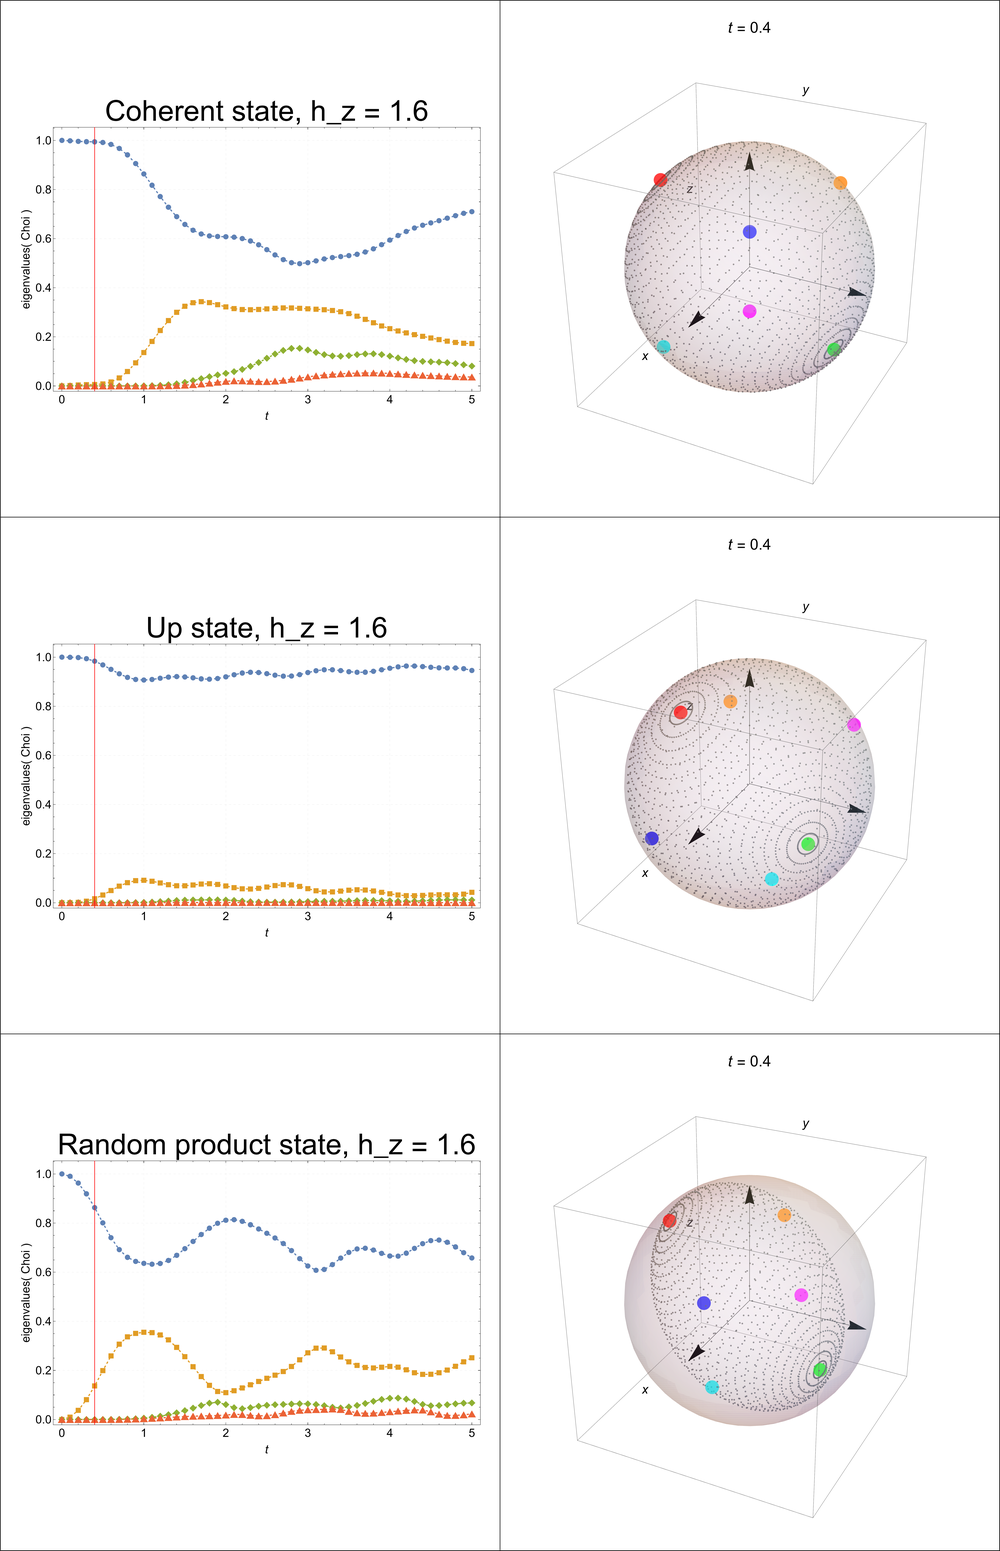 t = 0.4
Coherent state, h_z = 1.6
eigenvalues( Choi )
1.0
0.8
0.6
0.4
0.2
0.0
0 1 2 3 4 5
t
y
z
x
t = 0.4
Up state, h_z = 1.6
eigenvalues( Choi )
1.0
0.8
0.6
0.4
0.2
0.0
0 1 2 3 4 5
t
y
z
x
t = 0.4
Random product state, h_z = 1.6
eigenvalues( Choi )
1.0
0.8
0.6
0.4
0.2
0.0
0 1 2 3 4 5
t
y
z
x